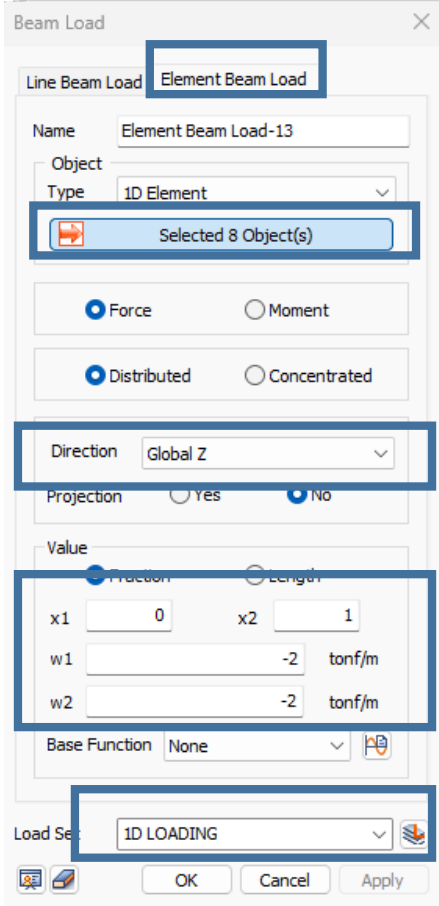 Beam Load
Line Beam Load Element Beam Load
Name Element Beam Load-13
Object
Type 1D Element
Selected 8 Object(s)
Force Moment
Distributed Concentrated
Direction Global Z
Projection Yes No
Value
Fraction Length
x1 0 x2 1
w1 -2 tonf/m
w2 -2 tonf/m
Base Function None
Load Set 1D LOADING
OK Cancel Apply